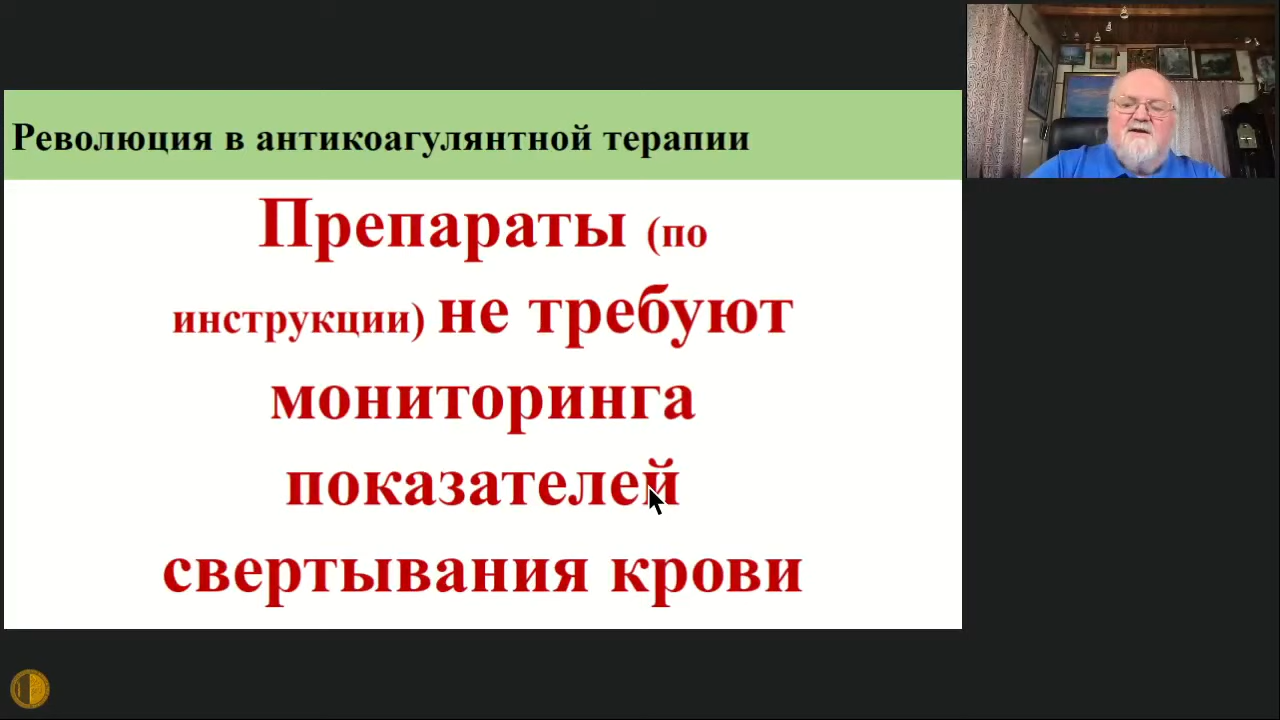 Революция в антикоагулянтной терапии
Препараты (по
инструкции) не требуют
мониторинга
показателей
свертывания крови